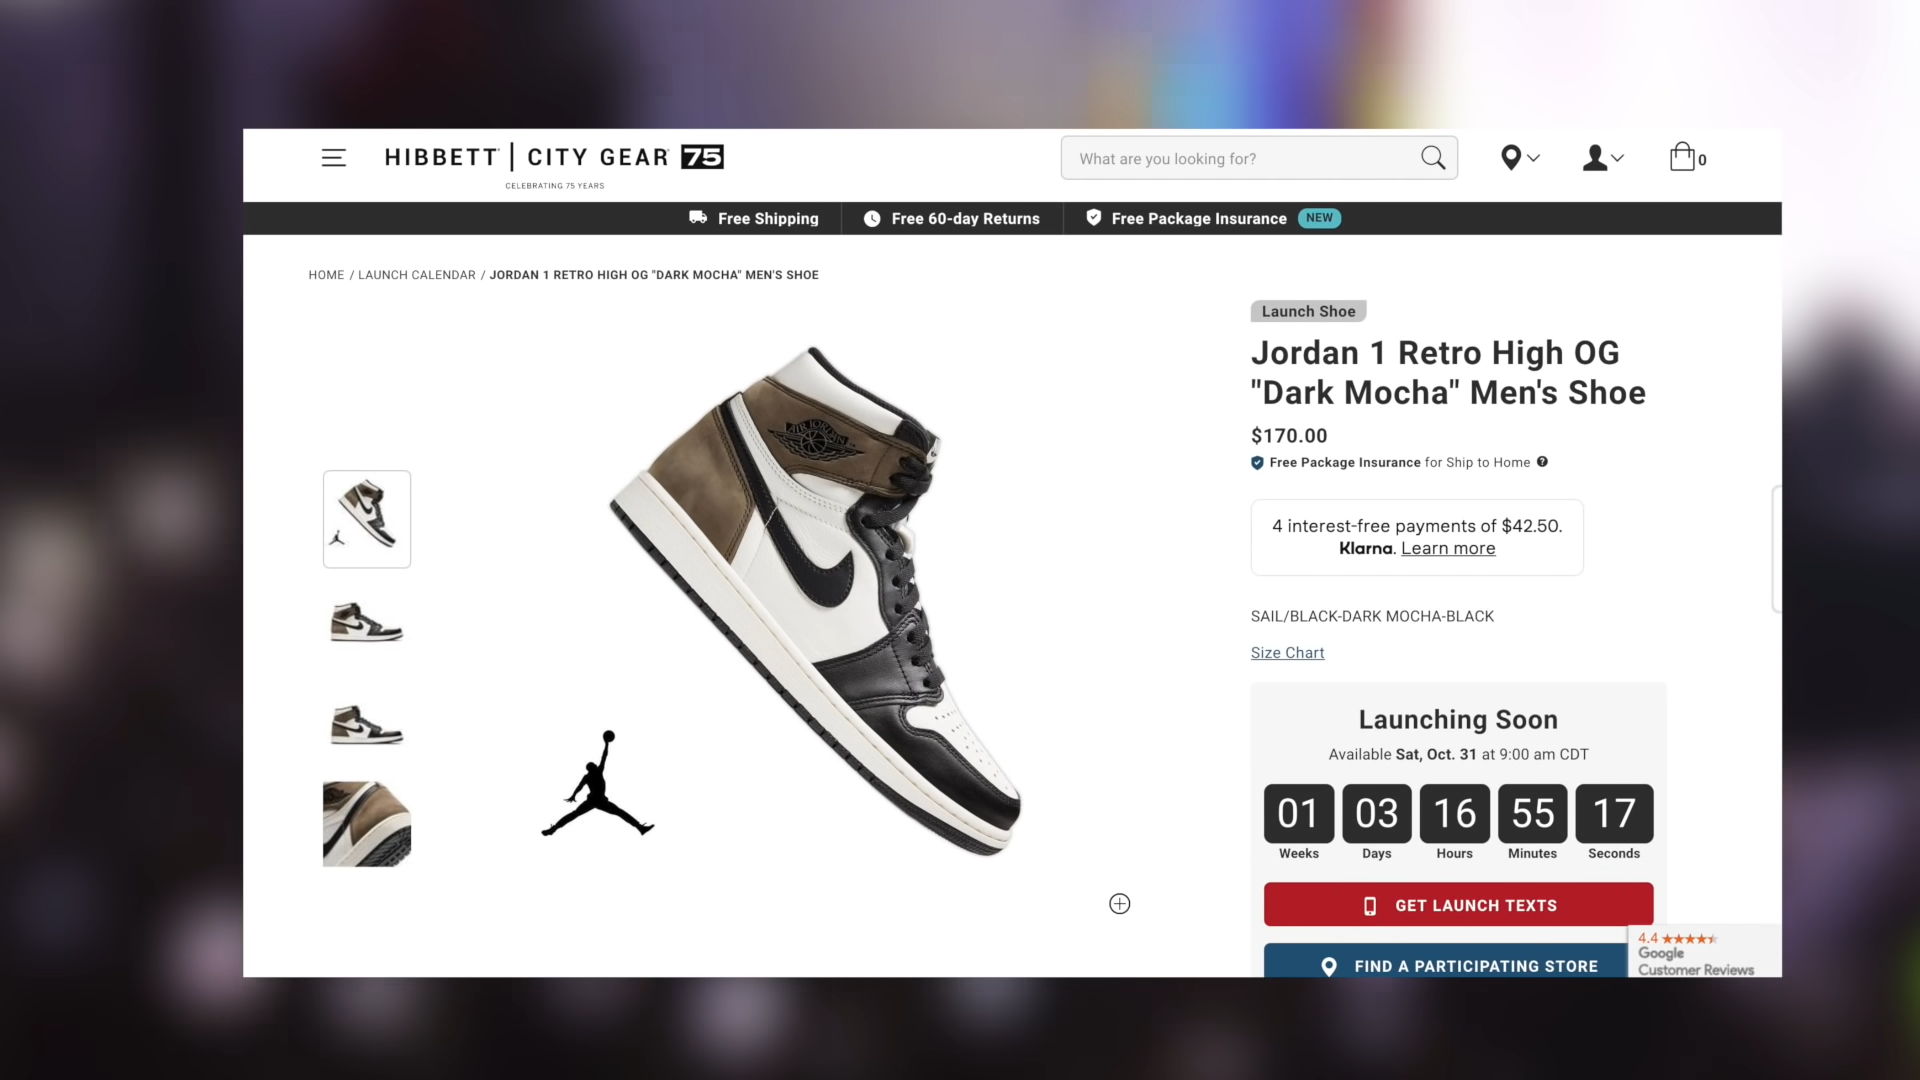 HIBBETT | CITY GEAR 75
CELEBRATING 75 YEARS
What are you looking for?
0
Free Shipping
Free 60-day Returns
Free Package Insurance NEW
HOME / LAUNCH CALENDAR / JORDAN 1 RETRO HIGH OG "DARK MOCHA" MEN'S SHOE
Launch Shoe
Jordan 1 Retro High OG
"Dark Mocha" Men's Shoe
$170.00
Free Package Insurance for Ship to Home
4 interest-free payments of $42.50.
Klarna. Learn more
SAIL/BLACK-DARK MOCHA-BLACK
Size Chart
AIR JORDAN
Launching Soon
Available Sat, Oct. 31 at 9:00 am CDT
01 03 16 55 17
Weeks Days Hours Minutes Seconds
GET LAUNCH TEXTS
FIND A PARTICIPATING STORE
4.4
Google
Customer Reviews